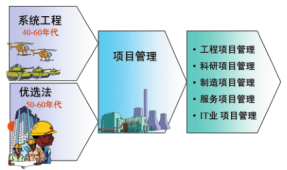 系统工程
40-60年代
优选法
50-60年代
项目管理
• 工程项目管理
• 科研项目管理
• 制造项目管理
• 服务项目管理
• IT业 项目管理